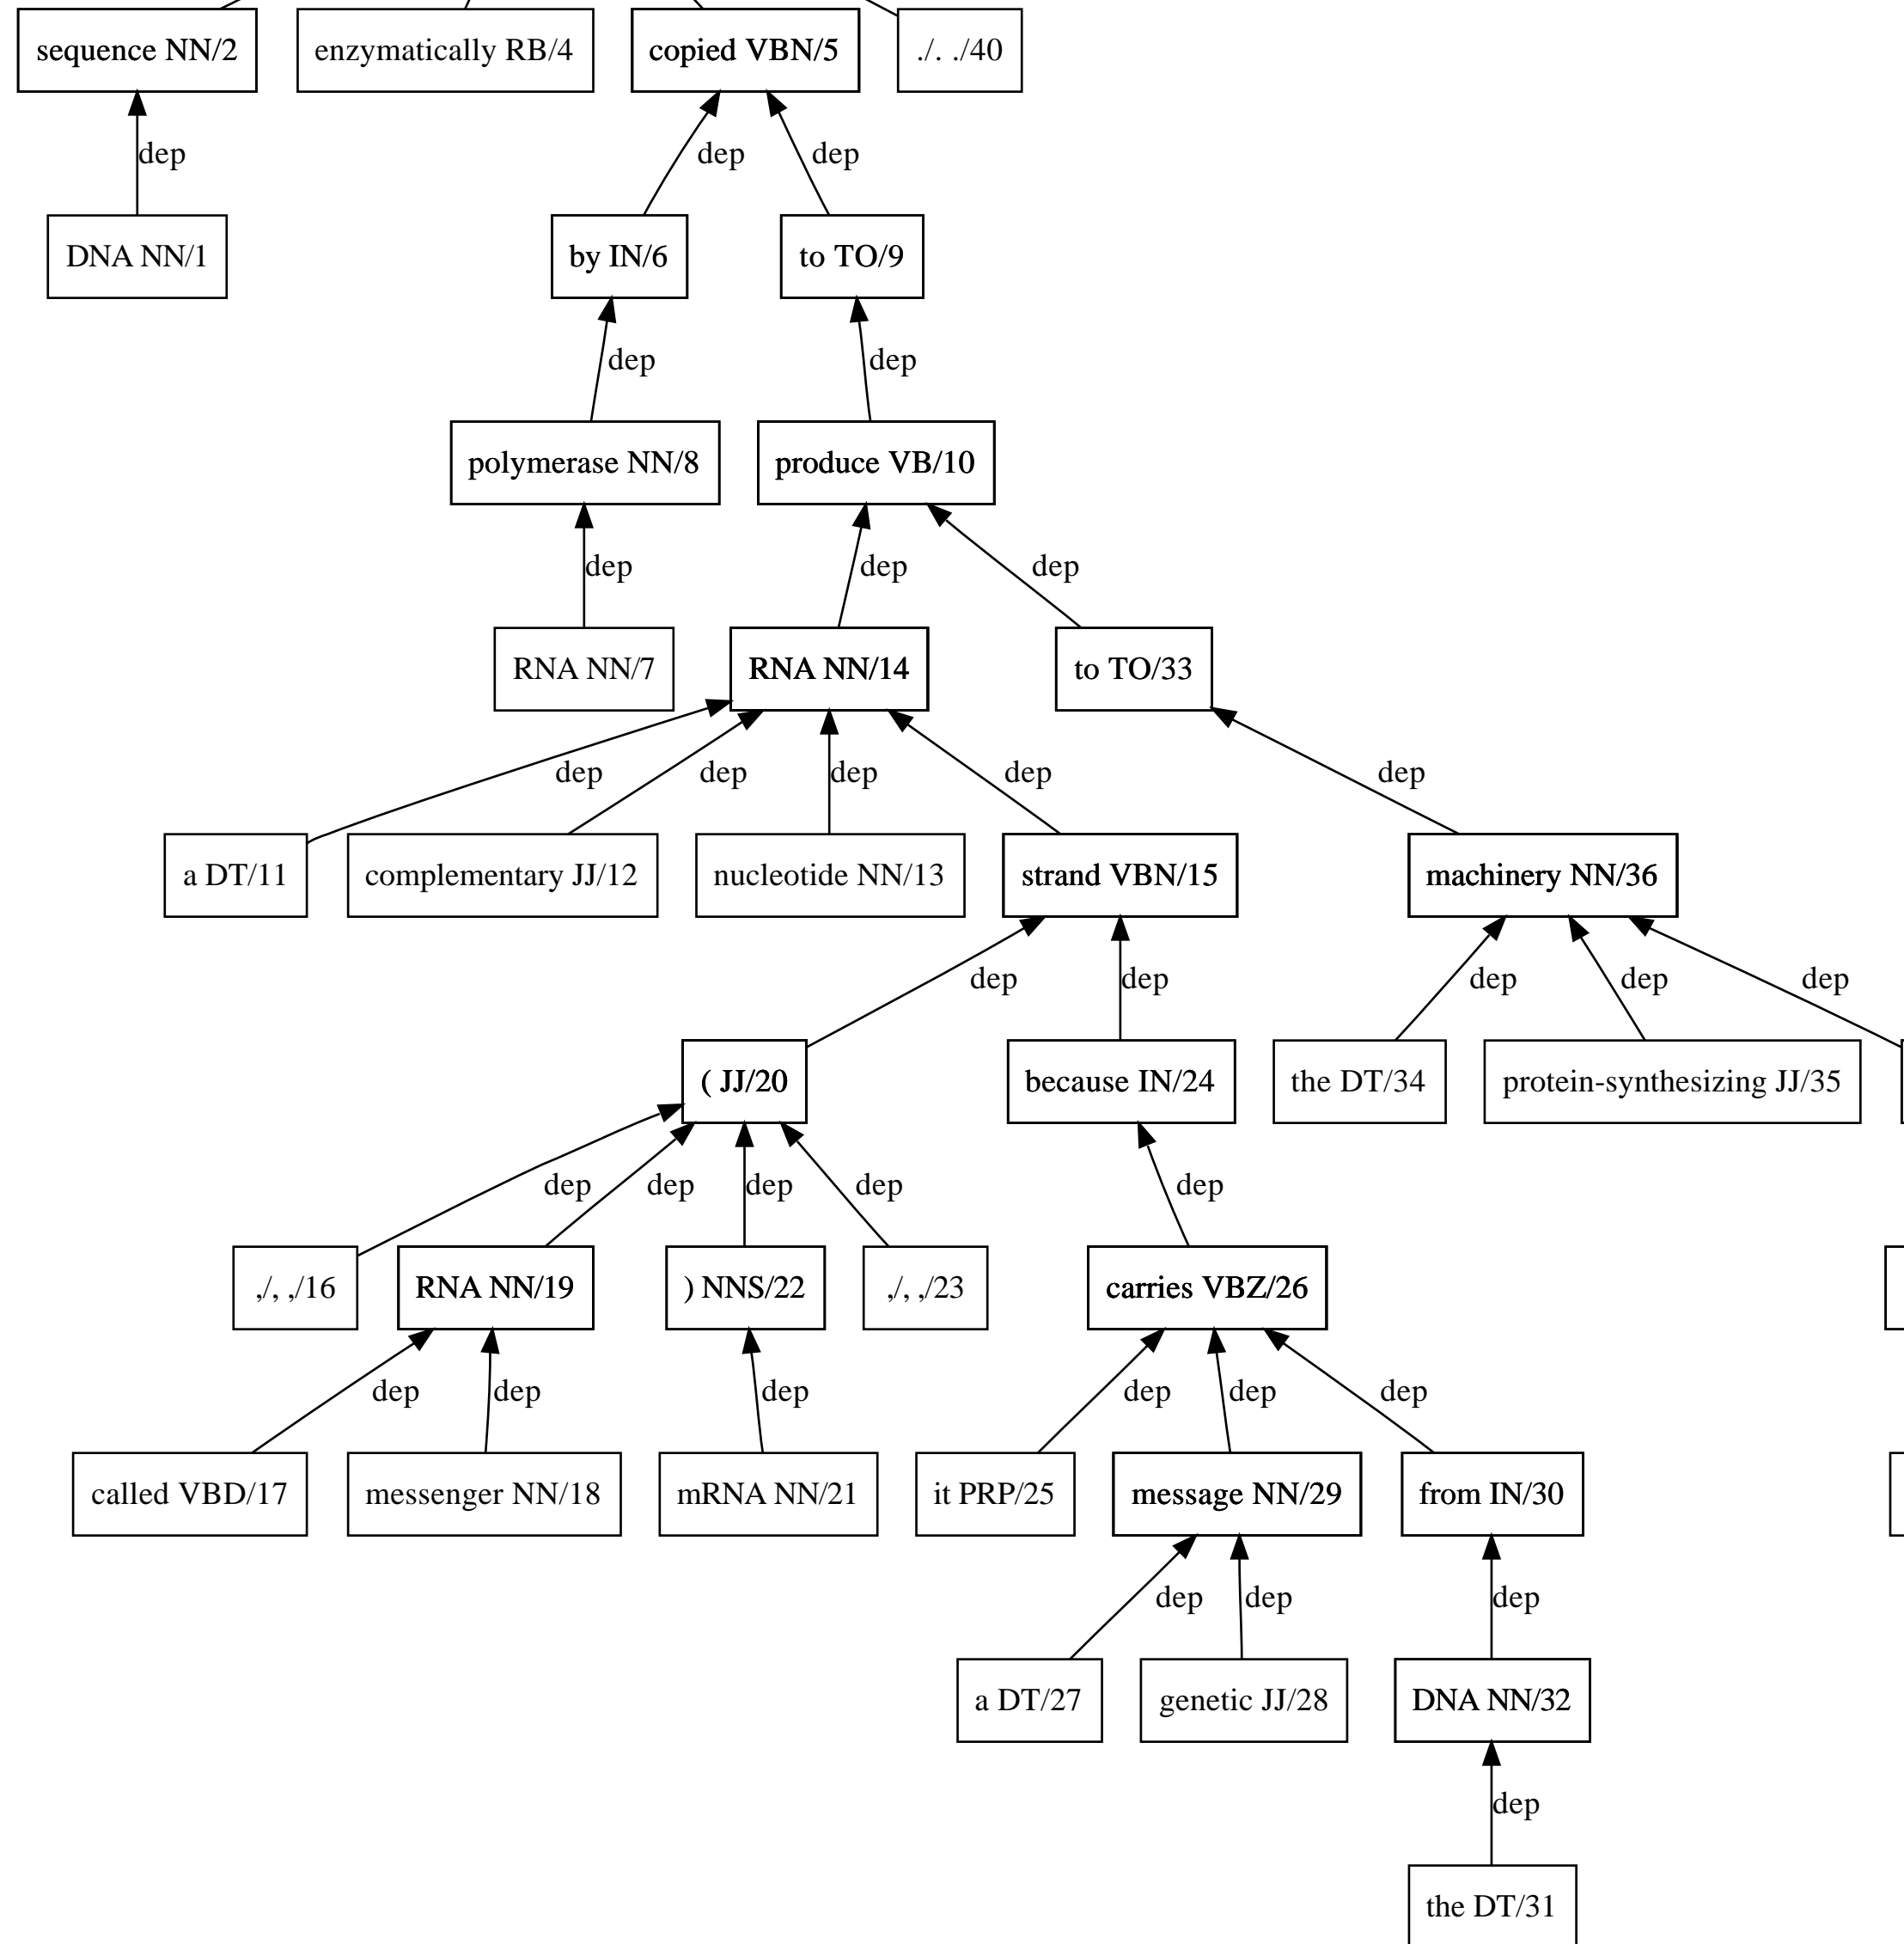 sequence NN/2
enzymatically RB/4
copied VBN/5
./. ./40
dep
dep
dep
DNA NN/1
by IN/6
to TO/9
dep
dep
polymerase NN/8
produce VB/10
dep
dep
dep
RNA NN/7
RNA NN/14
to TO/33
dep
dep
dep
dep
dep
a DT/11
complementary JJ/12
nucleotide NN/13
strand VBN/15
machinery NN/36
dep
dep
dep
dep
dep
( JJ/20
because IN/24
the DT/34
protein-synthesizing JJ/35
dep
dep
dep
dep
dep
,/, ,/16
RNA NN/19
) NNS/22
,/, ,/23
carries VBZ/26
dep
dep
dep
dep
dep
dep
called VBD/17
messenger NN/18
mRNA NN/21
it PRP/25
message NN/29
from IN/30
dep
dep
dep
a DT/27
genetic JJ/28
DNA NN/32
dep
the DT/31